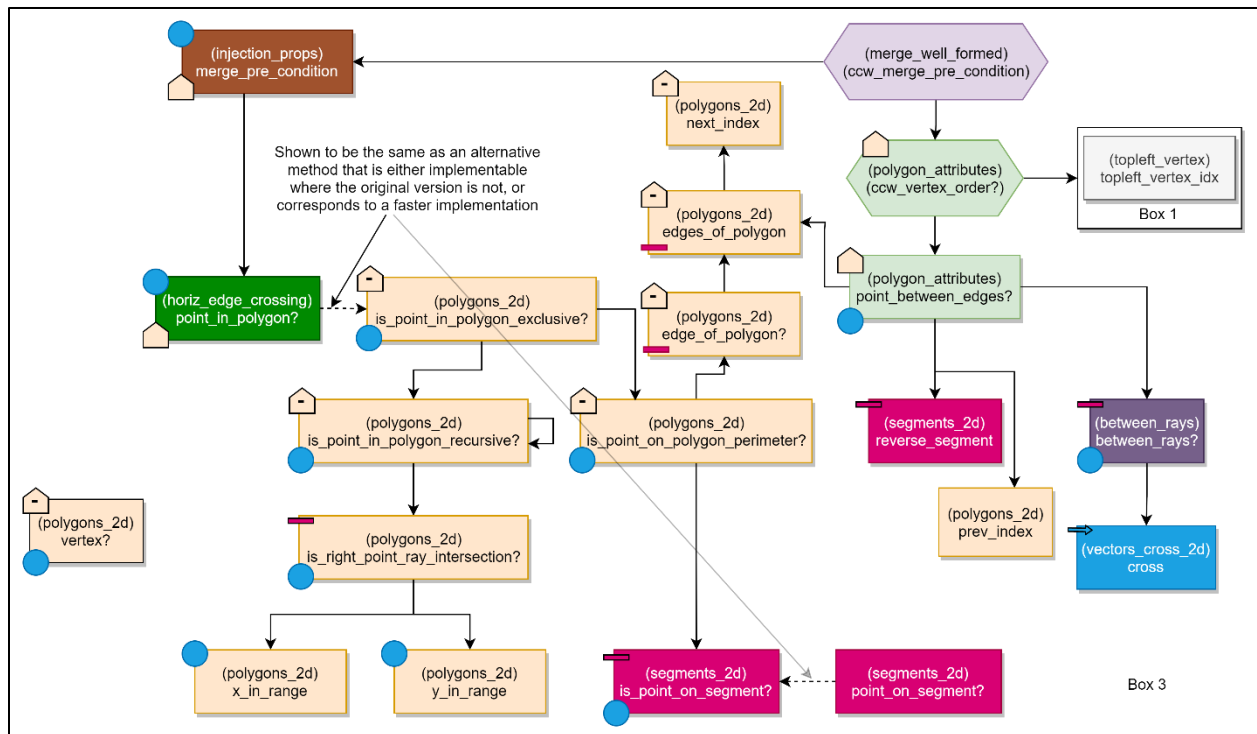 (injection_props)
merge_pre_condition
(merge_well_formed)
(ccw_merge_pre_condition)
-
(polygons_2d)
next_index
Shown to be the same as an alternative
method that is either implementable
where the original version is not, or
corresponds to a faster implementation
(polygon_attributes)
(ccw_vertex_order?)
(topleft_vertex)
topleft_vertex_idx
Box 1
-
(polygons_2d)
edges_of_polygon
(horiz_edge_crossing)
point_in_polygon?
-
(polygons_2d)
is_point_in_polygon_exclusive?
-
(polygons_2d)
edge_of_polygon?
(polygon_attributes)
point_between_edges?
-
(polygons_2d)
is_point_in_polygon_recursive?
-
(polygons_2d)
is_point_on_polygon_perimeter?
(segments_2d)
reverse_segment
(between_rays)
between_rays?
-
(polygons_2d)
vertex?
(polygons_2d)
is_right_point_ray_intersection?
(polygons_2d)
prev_index
(vectors_cross_2d)
cross
(polygons_2d)
x_in_range
(polygons_2d)
y_in_range
(segments_2d)
is_point_on_segment?
(segments_2d)
point_on_segment?
Box 3